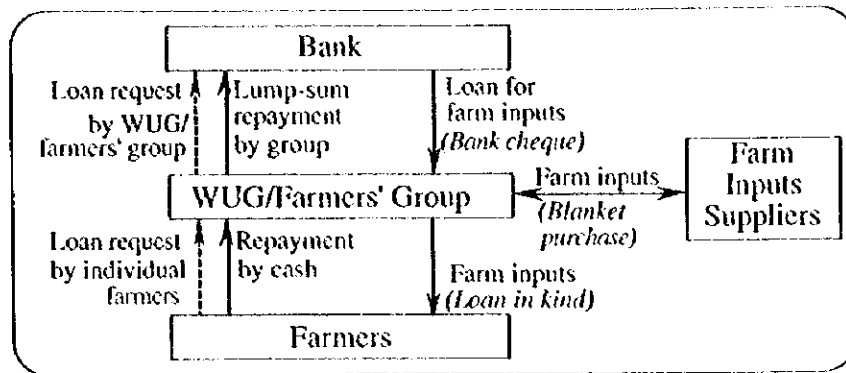 Bank
Loan request
by WUG/
farmers' group
Lump-sum
repayment
by group
Loan for
farm inputs
(Bank cheque)
WUG/Farmers' Group
Farm inputs
(Blanket
purchase)
Farm
Inputs
Suppliers
Loan request
by individual
farmers
Repayment
by cash
Farm inputs
(Loan in kind)
Farmers